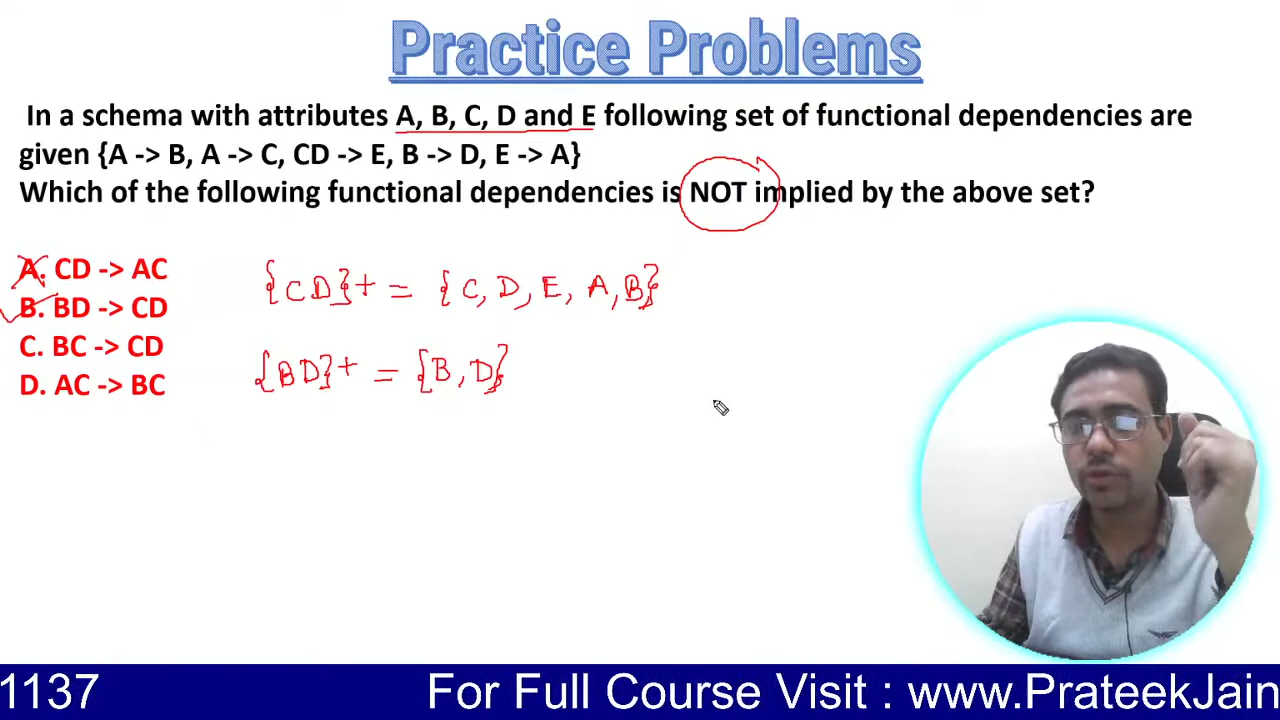 Practice Problems
In a schema with attributes A, B, C, D and E following set of functional dependencies are
given {A -> B, A -> C, CD -> E, B -> D, E -> A}
Which of the following functional dependencies is NOT implied by the above set?
A. CD -> AC
{CD}+ = {C, D, E, A, B}
B. BD -> CD
C. BC -> CD
{BD}+ = {B, D}
D. AC -> BC
1137 For Full Course Visit : www.PrateekJain